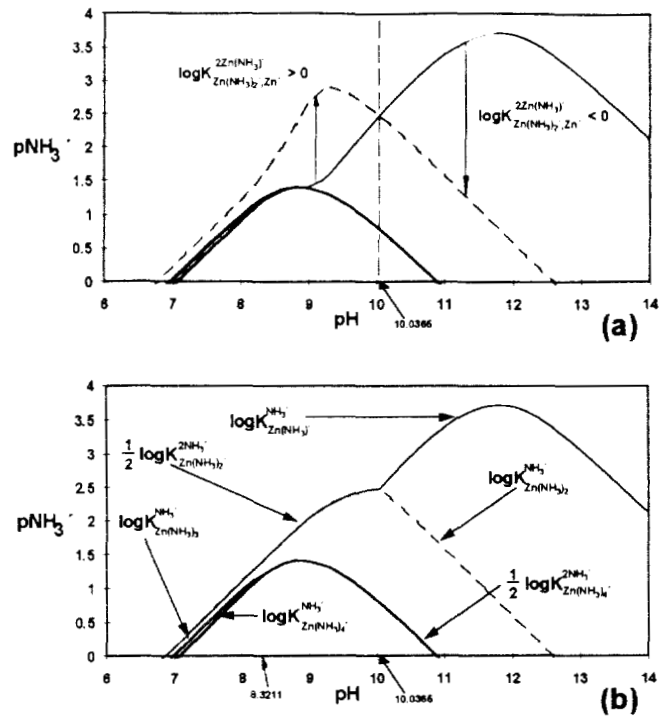 4
3.5
3
2.5
2
1.5
1
0.5
0
pNH₃′
logK^{2Zn(NH₃)′}_{Zn(NH₃)₂′,Zn′} > 0
logK^{2Zn(NH₃)′}_{Zn(NH₃)₂′,Zn′} < 0
6 7 8 9 10 11 12 13 14
pH
10.0365
(a)
4
3.5
3
2.5
2
1.5
1
0.5
0
pNH₃′
logK^{NH₃′}_{Zn(NH₃)′}
1/2 logK^{2NH₃′}_{Zn(NH₃)₂′}
logK^{NH₃′}_{Zn(NH₃)₃}
logK^{NH₃′}_{Zn(NH₃)₂}
logK^{NH₃′}_{Zn(NH₃)₄′}
1/2 logK^{2NH₃′}_{Zn(NH₃)₄′}
6 7 8 9 10 11 12 13 14
8.3211
pH
10.0365
(b)